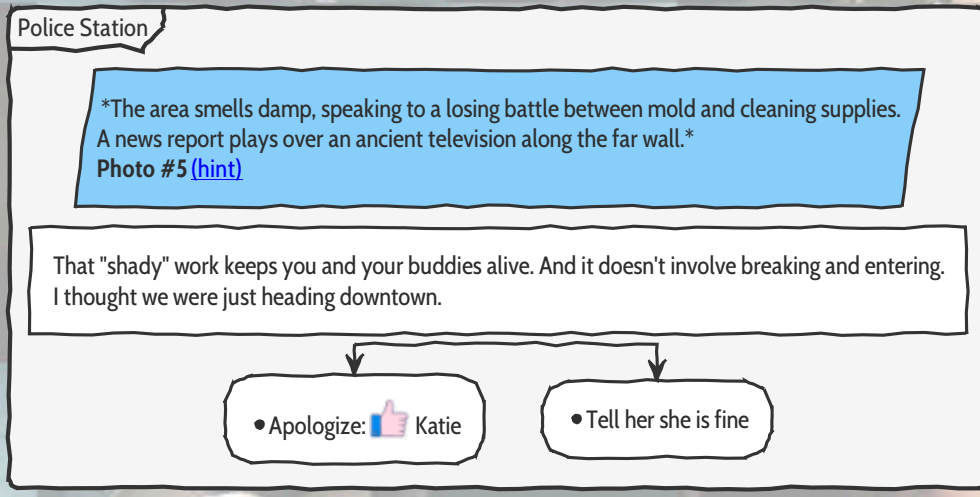 Police Station
*The area smells damp, speaking to a losing battle between mold and cleaning supplies.
A news report plays over an ancient television along the far wall.*
Photo #5 (hint)
That "shady" work keeps you and your buddies alive. And it doesn't involve breaking and entering.
I thought we were just heading downtown.
• Apologize: Katie
• Tell her she is fine